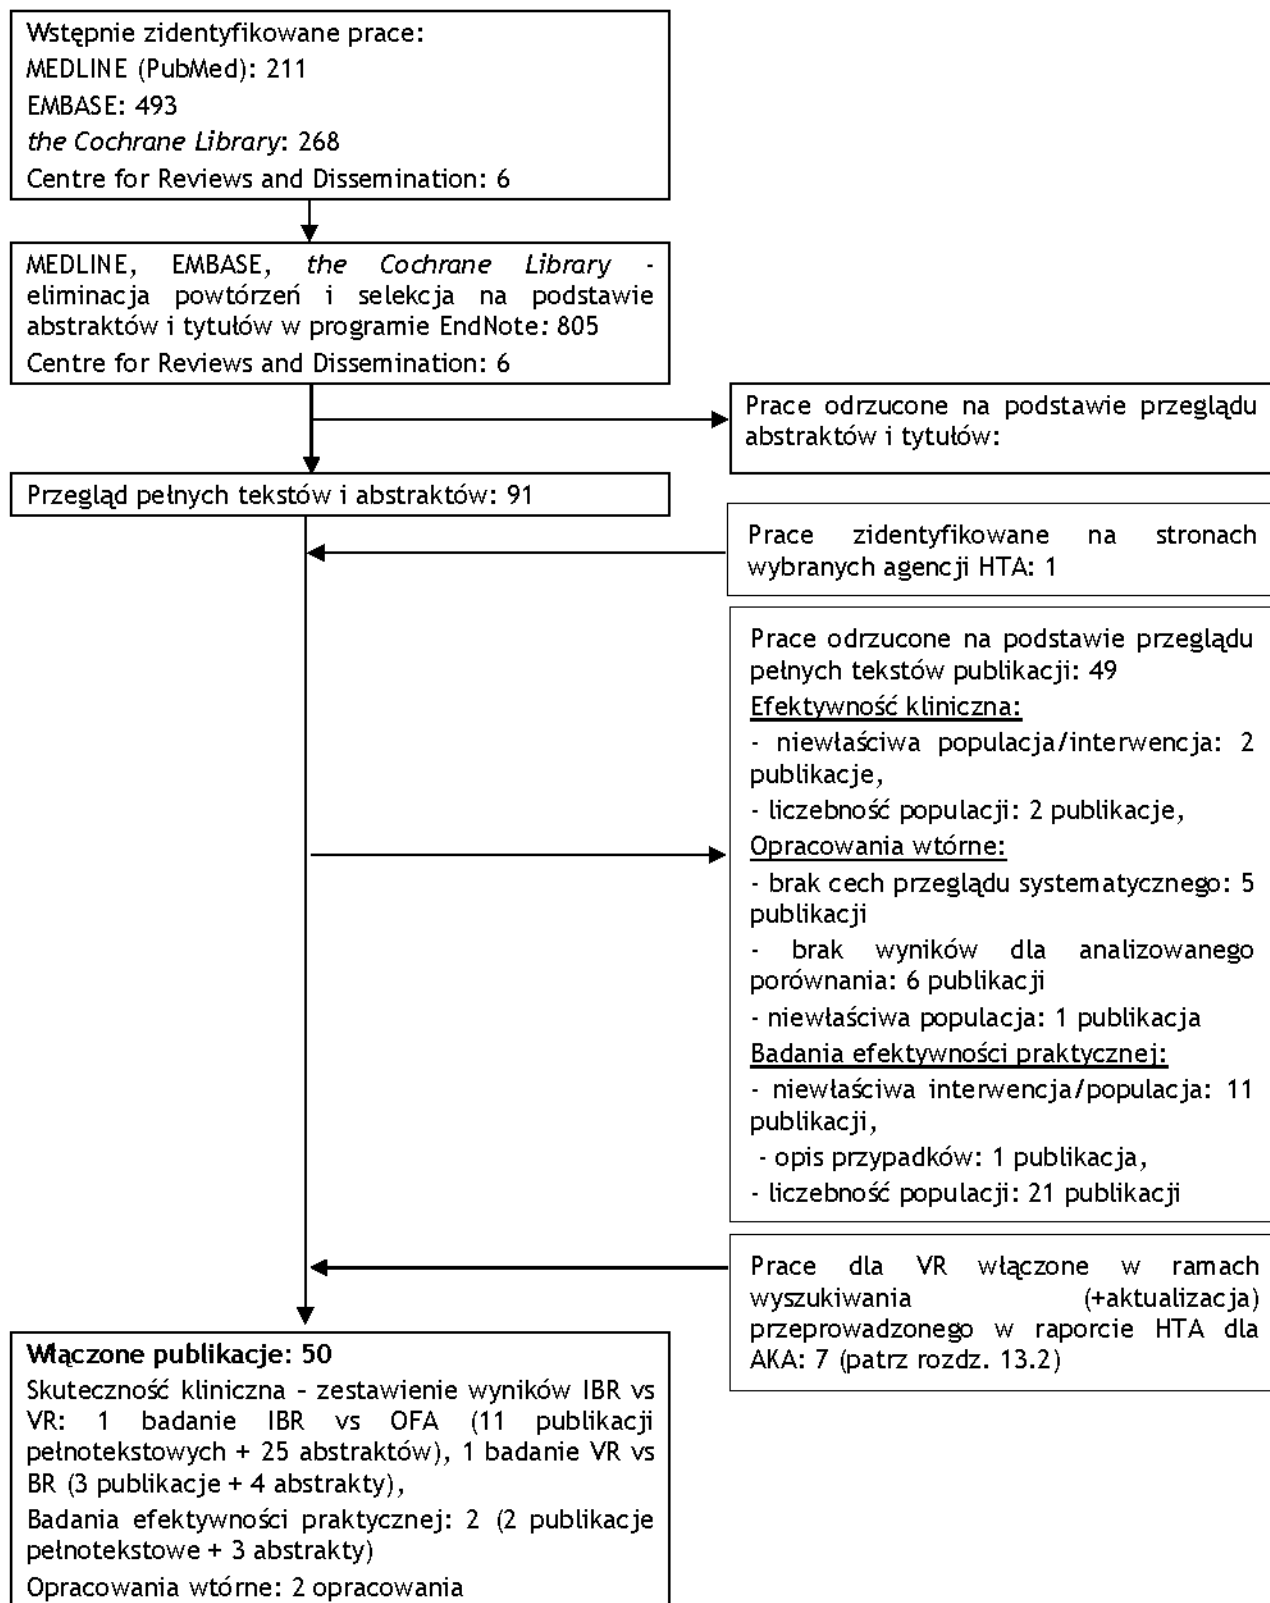 Wstępnie zidentyfikowane prace:
MEDLINE (PubMed): 211
EMBASE: 493
the Cochrane Library: 268
Centre for Reviews and Dissemination: 6
MEDLINE, EMBASE, the Cochrane Library -
eliminacja powtórzeń i selekcja na podstawie
abstraktów i tytułów w programie EndNote: 805
Centre for Reviews and Dissemination: 6
Prace odrzucone na podstawie przeglądu
abstraktów i tytułów:
Przegląd pełnych tekstów i abstraktów: 91
Prace zidentyfikowane na stronach
wybranych agencji HTA: 1
Prace odrzucone na podstawie przeglądu
pełnych tekstów publikacji: 49
Efektywność kliniczna:
- niewłaściwa populacja/interwencja: 2
publikacje,
- liczebność populacji: 2 publikacje,
Opracowania wtórne:
- brak cech przeglądu systematycznego: 5
publikacji
- brak wyników dla analizowanego
porównania: 6 publikacji
- niewłaściwa populacja: 1 publikacja
Badania efektywności praktycznej:
- niewłaściwa interwencja/populacja: 11
publikacji,
- opis przypadków: 1 publikacja,
- liczebność populacji: 21 publikacji
Prace dla VR włączone w ramach
wyszukiwania (+aktualizacja)
przeprowadzonego w raporcie HTA dla
AKA: 7 (patrz rozdz. 13.2)
Włączone publikacje: 50
Skuteczność kliniczna - zestawienie wyników IBR vs
VR: 1 badanie IBR vs OFA (11 publikacji
pełnotekstowych + 25 abstraktów), 1 badanie VR vs
BR (3 publikacje + 4 abstrakty),
Badania efektywności praktycznej: 2 (2 publikacje
pełnotekstowe + 3 abstrakty)
Opracowania wtórne: 2 opracowania